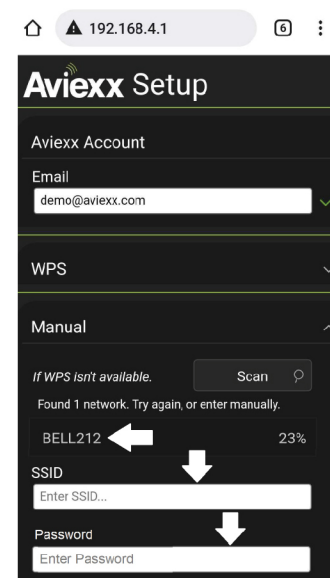 192.168.4.1 6
Aviexx Setup
Aviexx Account
Email
demo@aviexx.com
WPS
Manual
If WPS isn't available. Scan
Found 1 network. Try again, or enter manually.
BELL212 23%
SSID
Enter SSID...
Password
Enter Password